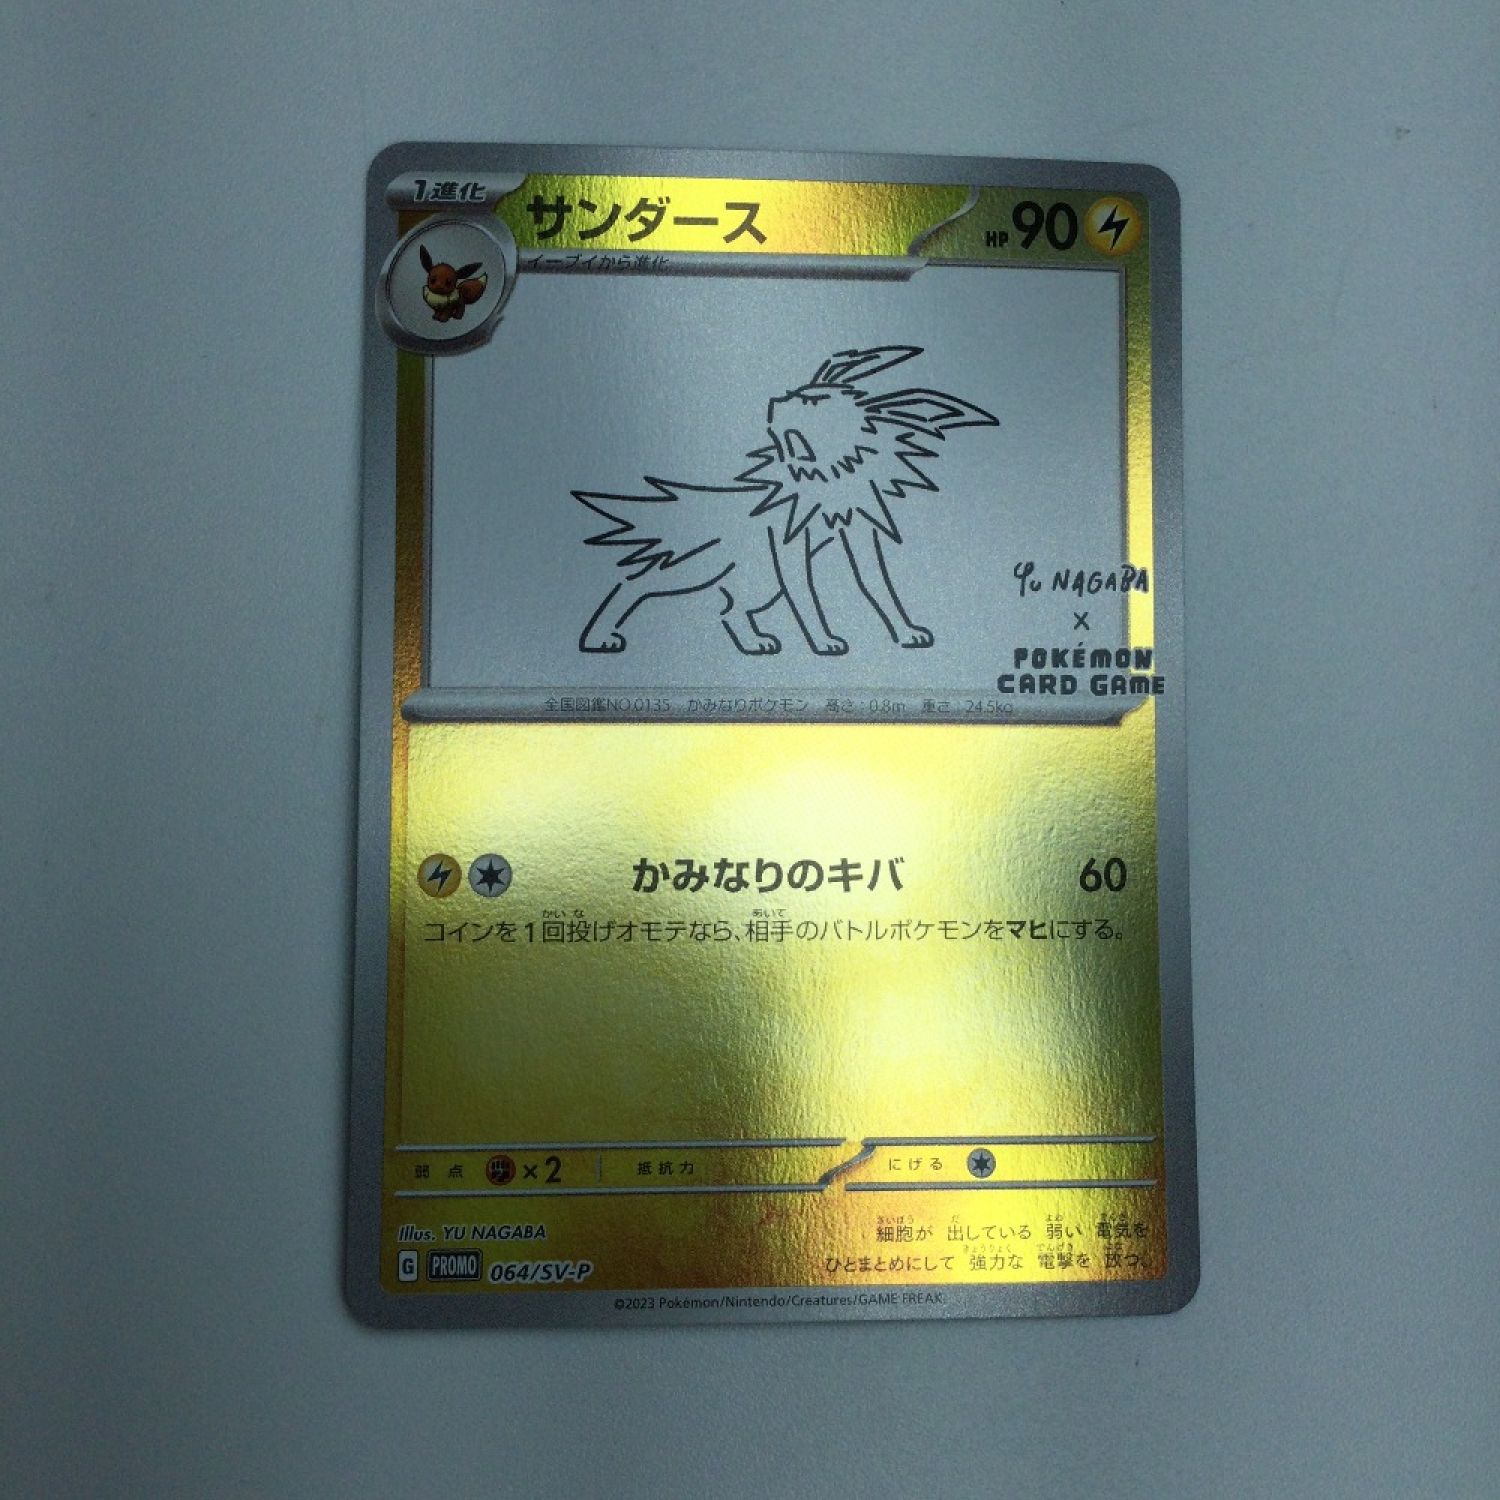 1進化
サンダース
HP 90
イーブイから進化
Yu NAGABA
×
POKÉMON
CARD GAME
全国図鑑NO.0135 かみなりポケモン 高さ:0.8m 重さ:24.5kg
かみなりのキバ 60
コインを1回投げオモテなら、相手のバトルポケモンをマヒにする。
弱点 ×2 抵抗力 にげる
細胞が 出している 弱い 電気を
ひとまとめにして 強力な 電撃を 放つ。
Illus. YU NAGABA
G PROMO 064/SV-P
©2023 Pokémon/Nintendo/Creatures/GAME FREAK.